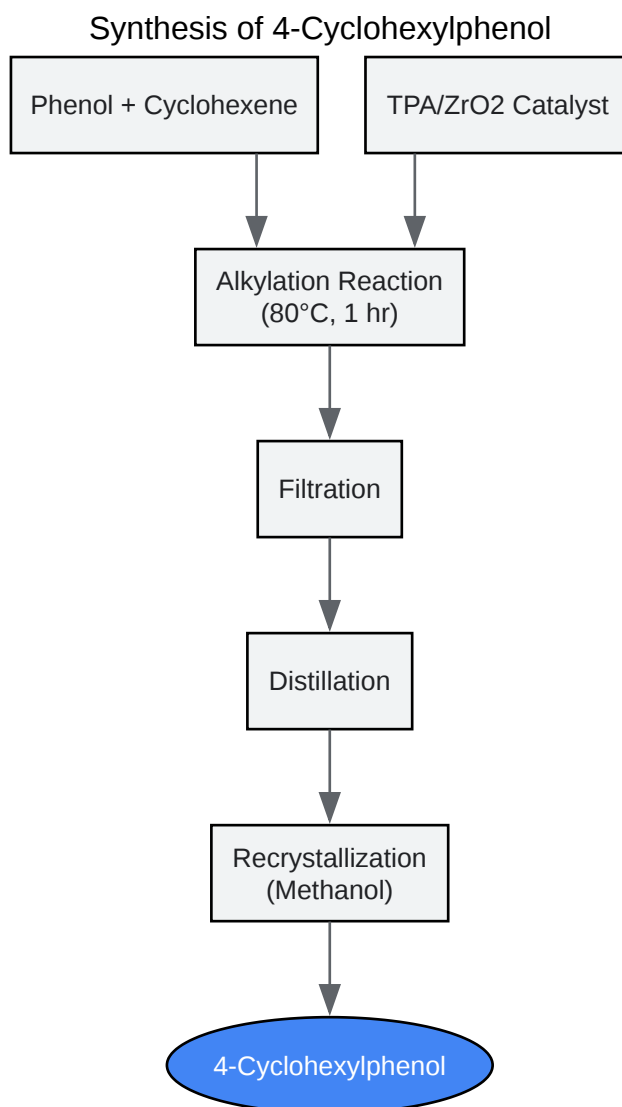 Synthesis of 4-Cyclohexylphenol
Phenol + Cyclohexene
TPA/ZrO2 Catalyst
Alkylation Reaction
(80°C, 1 hr)
Filtration
Distillation
Recrystallization
(Methanol)
4-Cyclohexylphenol